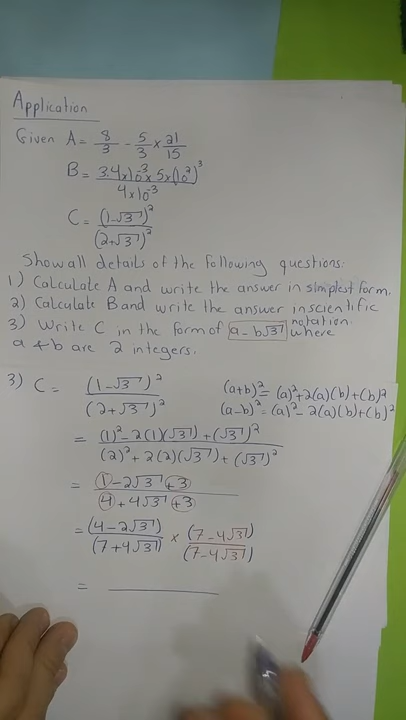 Application
Given A = 8/3 - 5/3 × 21/15
B = 3.4×10^3 × 5×(10^2)^3 / 4×10^-3
C = (1-√3)^2 / (2+√3)^2
Show all details of the following questions:
1) Calculate A and write the answer in simplest form.
2) Calculate B and write the answer in scientific notation.
3) Write C in the form of a-b√3 where
a & b are 2 integers.
3) C = (1-√3)^2 / (2+√3)^2
(a+b)^2 = (a)^2+2(a)(b)+(b)^2
(a-b)^2 = (a)^2-2(a)(b)+(b)^2
= (1)^2-2(1)(√3)+(√3)^2 / (2)^2+2(2)(√3)+(√3)^2
= 1-2√3+3 / 4+4√3+3
= (4-2√3) / (7+4√3) × (7-4√3) / (7-4√3)
=